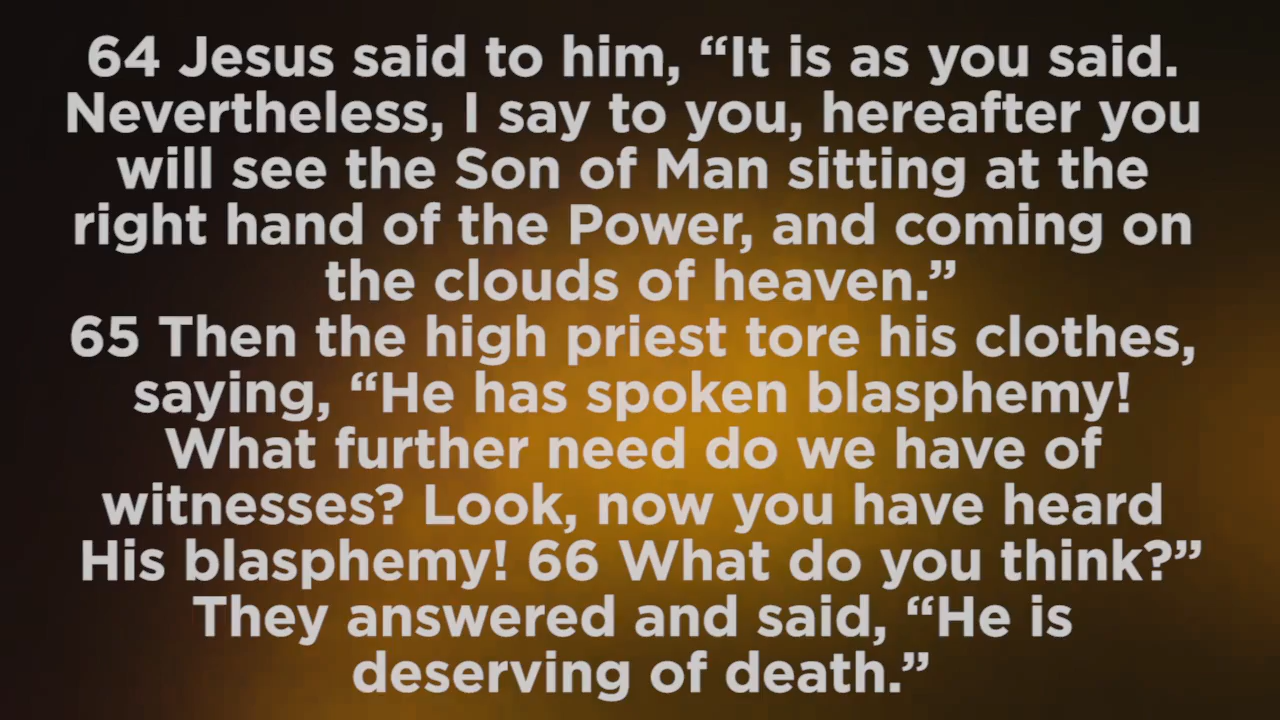 64 Jesus said to him, “It is as you said.
Nevertheless, I say to you, hereafter you
will see the Son of Man sitting at the
right hand of the Power, and coming on
the clouds of heaven.”
65 Then the high priest tore his clothes,
saying, “He has spoken blasphemy!
What further need do we have of
witnesses? Look, now you have heard
His blasphemy! 66 What do you think?”
They answered and said, “He is
deserving of death.”